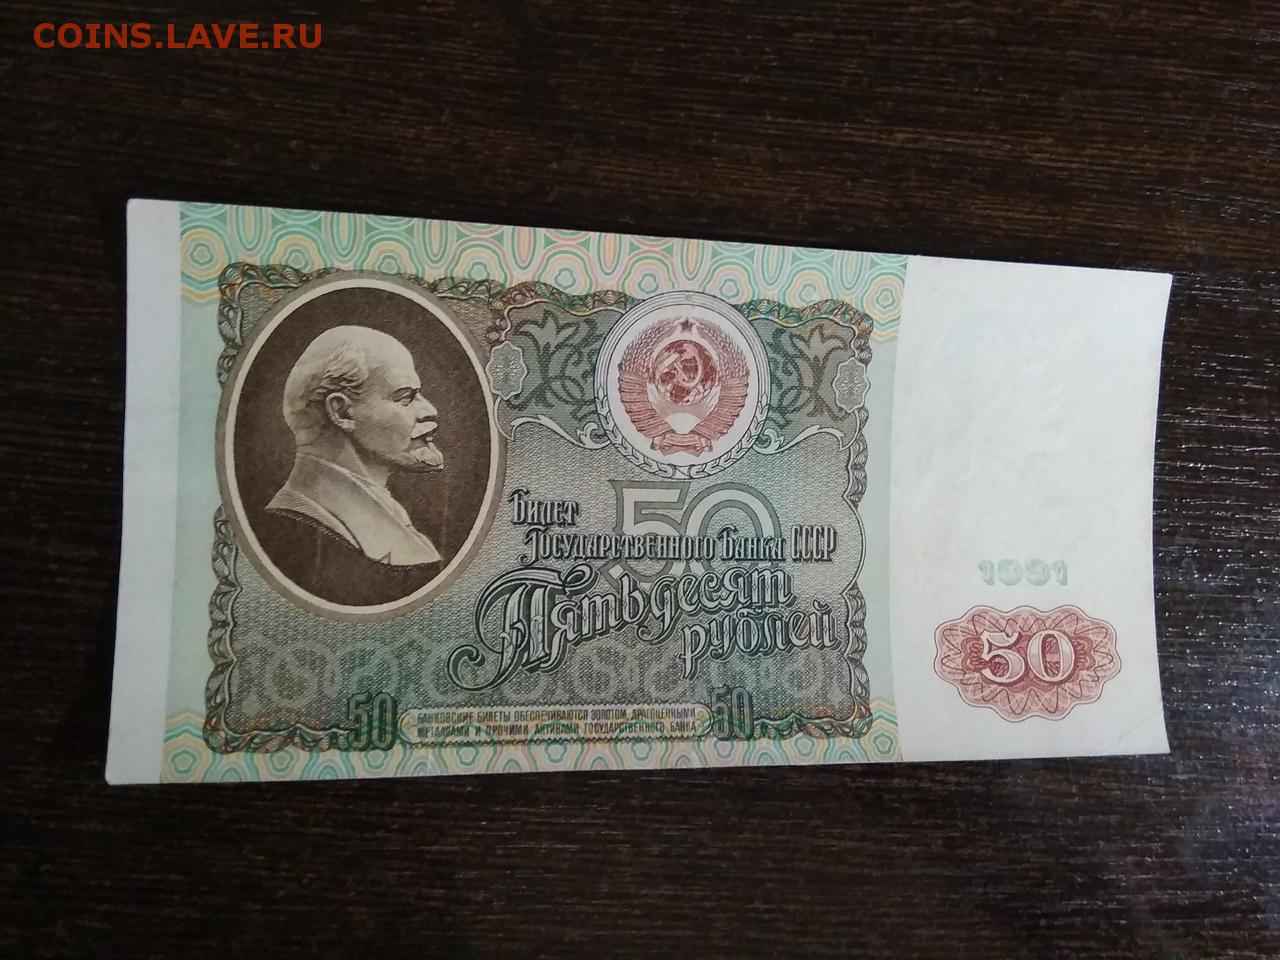 COINS.LAVE.RU
Билет
Государственного Банка СССР
50
Пятьдесят
рублей
1991
50
50
БАНКОВСКИЕ БИЛЕТЫ ОБЕСПЕЧИВАЮТСЯ ЗОЛОТОМ, ДРАГОЦЕННЫМИ
МЕТАЛЛАМИ И ПРОЧИМИ АКТИВАМИ ГОСУДАРСТВЕННОГО БАНКА
50